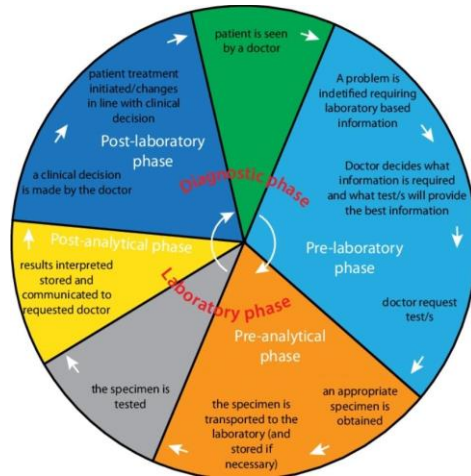 patient is seen
by a doctor
A problem is
indetified requiring
laboratory based
information
Doctor decides what
information is required
and what test/s will provide
the best information
Pre-laboratory
phase
doctor request
test/s
an appropriate
specimen is
obtained
Pre-analytical
phase
the specimen is
transported to the
laboratory (and
stored if
necessary)
the specimen is
tested
Post-analytical phase
results interpreted
stored and
communicated to
requested doctor
a clinical decision
is made by the doctor
Post-laboratory
phase
patient treatment
initiated/changes
in line with clinical
decision
Diagnostic phase
Laboratory phase